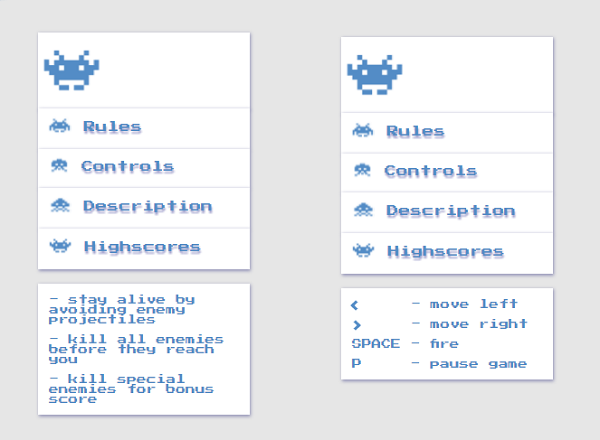 Rules
Controls
Description
Highscores
- stay alive by
avoiding enemy
projectiles
- kill all enemies
before they reach
you
- kill special
enemies for bonus
score
Rules
Controls
Description
Highscores
< - move left
> - move right
SPACE - fire
P - pause game